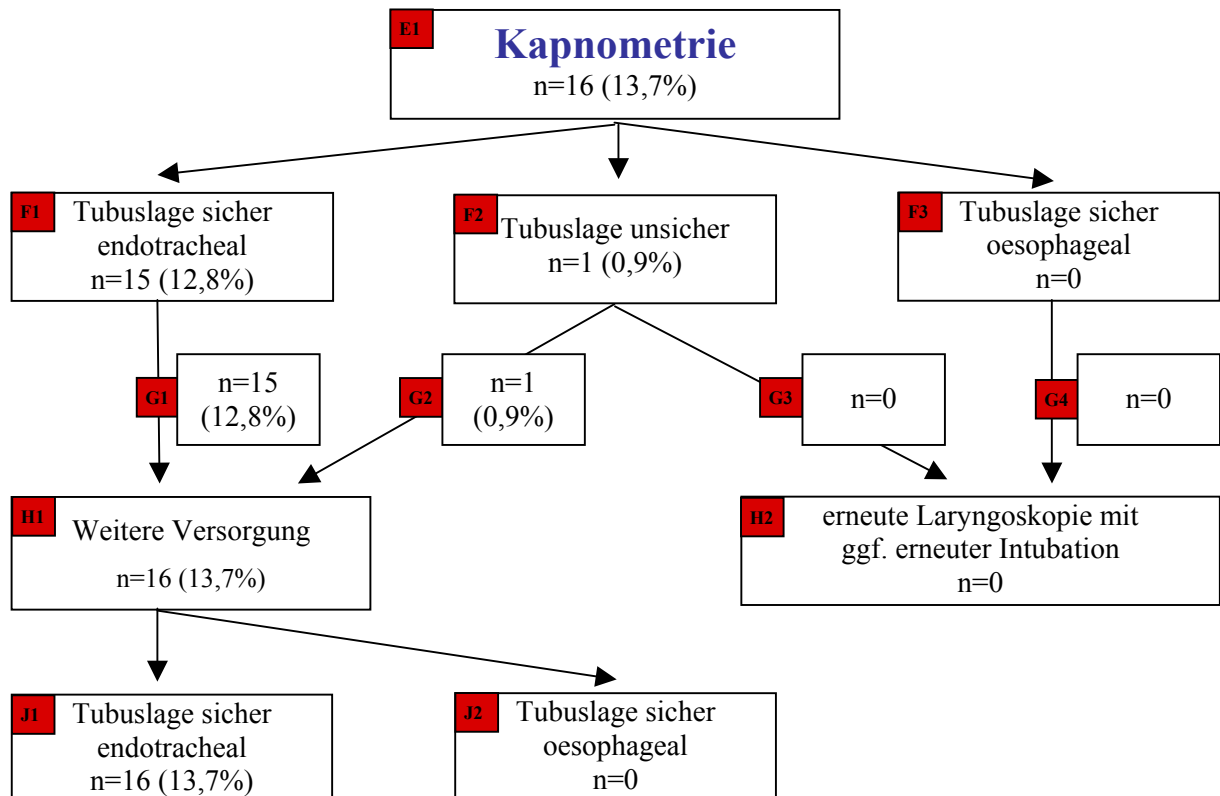 E1
Kapnometrie
n=16 (13,7%)
F1
Tubuslage sicher
endotracheal
n=15 (12,8%)
F2
Tubuslage unsicher
n=1 (0,9%)
F3
Tubuslage sicher
oesophageal
n=0
G1
n=15
(12,8%)
G2
n=1
(0,9%)
G3
n=0
G4
n=0
H1
Weitere Versorgung
n=16 (13,7%)
H2
erneute Laryngoskopie mit
ggf. erneuter Intubation
n=0
J1
Tubuslage sicher
endotracheal
n=16 (13,7%)
J2
Tubuslage sicher
oesophageal
n=0